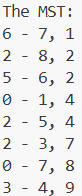 The MST:
6 - 7, 1
2 - 8, 2
5 - 6, 2
0 - 1, 4
2 - 5, 4
2 - 3, 7
0 - 7, 8
3 - 4, 9